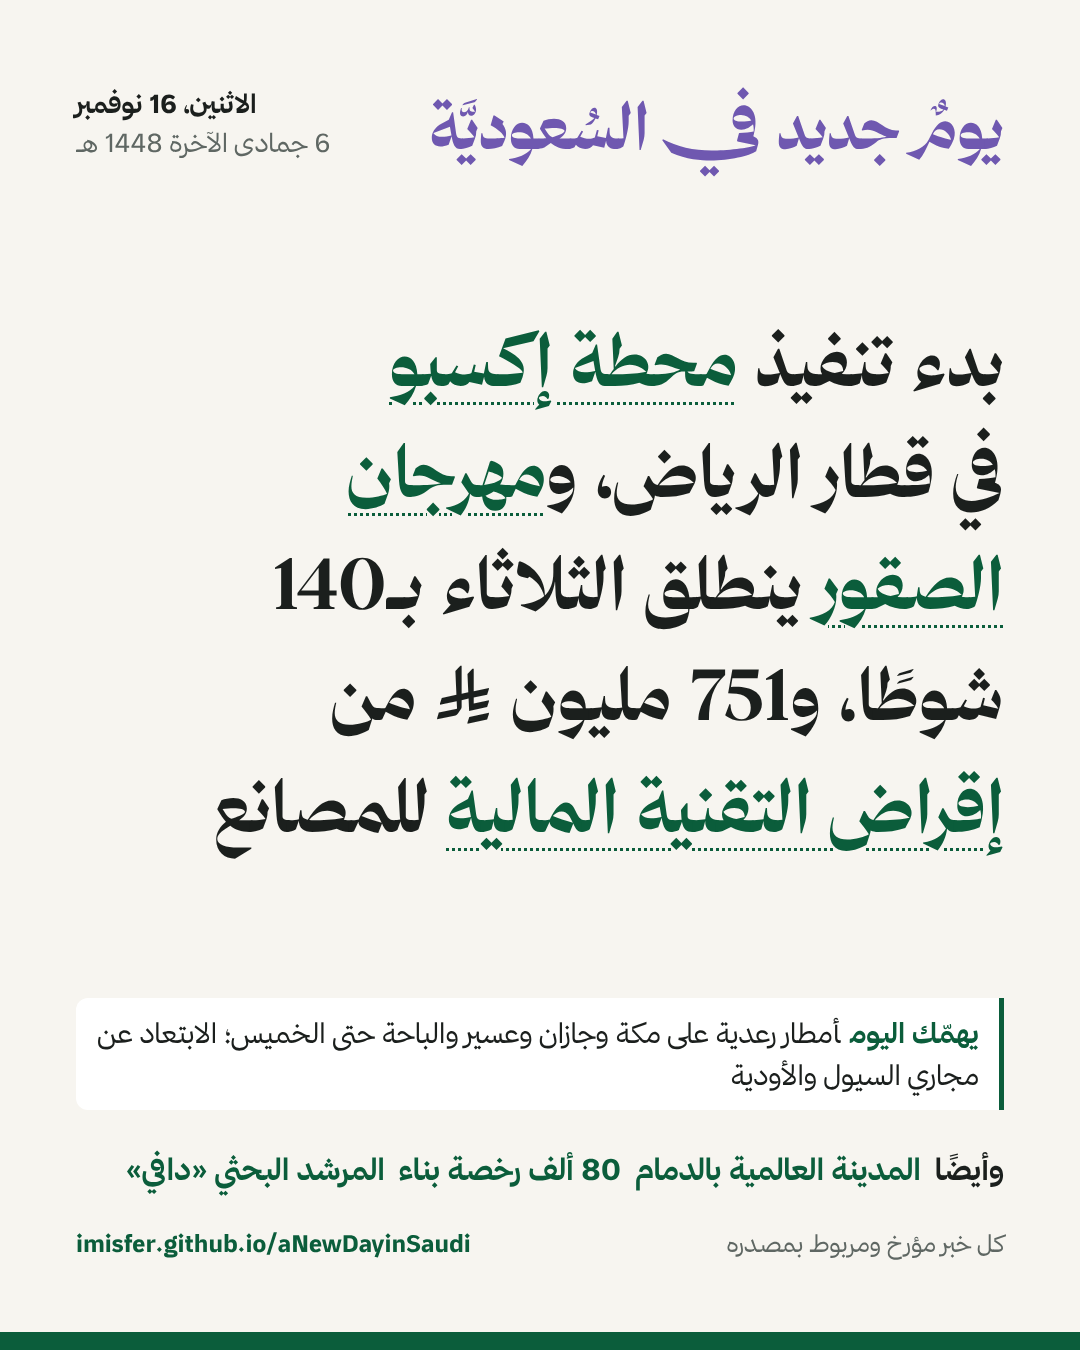 يومٌ جديد في السُعوديَّة
الاثنين، 16 نوفمبر
6 جمادى الآخرة 1448 هـ
بدء تنفيذ محطة إكسبو
في قطار الرياض، ومهرجان
الصقور ينطلق الثلاثاء بـ140
شوطًا، و751 مليون ⃁ من
إقراض التقنية المالية للمصانع
يهمّك اليوم أمطار رعدية على مكة وجازان وعسير والباحة حتى الخميس؛ الابتعاد عن
مجاري السيول والأودية
وأيضًا المدينة العالمية بالدمام 80 ألف رخصة بناء المرشد البحثي «دافي»
كل خبر مؤرخ ومربوط بمصدره
imisfer.github.io/aNewDayinSaudi